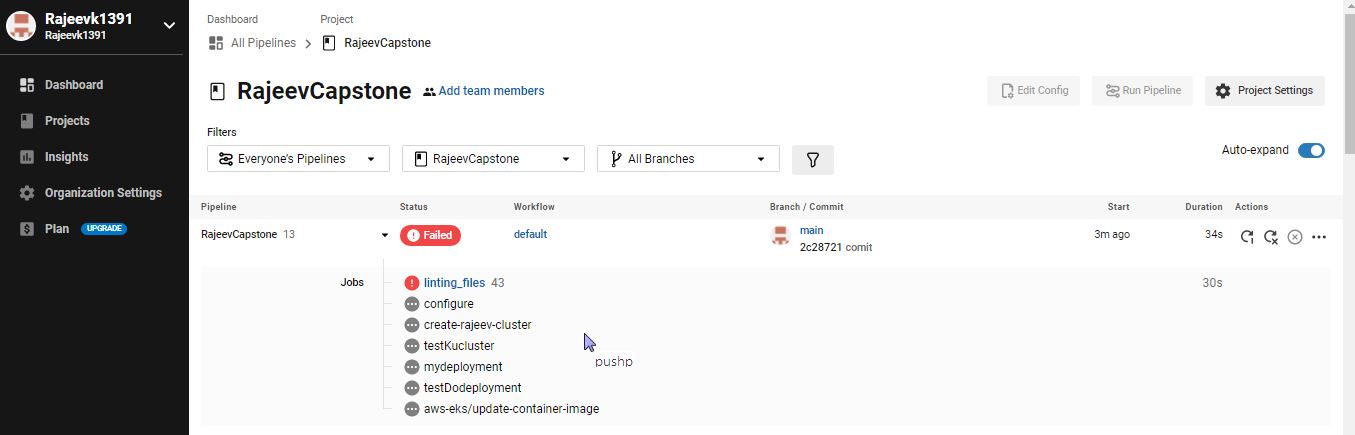 Rajeevk1391
Rajeevk1391
Dashboard
Projects
Insights
Organization Settings
Plan UPGRADE
Dashboard Project
All Pipelines RajeevCapstone
RajeevCapstone Add team members
Edit Config Run Pipeline Project Settings
Filters
Everyone's Pipelines RajeevCapstone All Branches
Auto-expand
Pipeline Status Workflow Branch / Commit Start Duration Actions
RajeevCapstone 13 Failed default main 3m ago 34s
2c28721 comit
Jobs linting_files 43 30s
configure
create-rajeev-cluster
testKucluster
mydeployment
testDodeployment
aws-eks/update-container-image
pushp